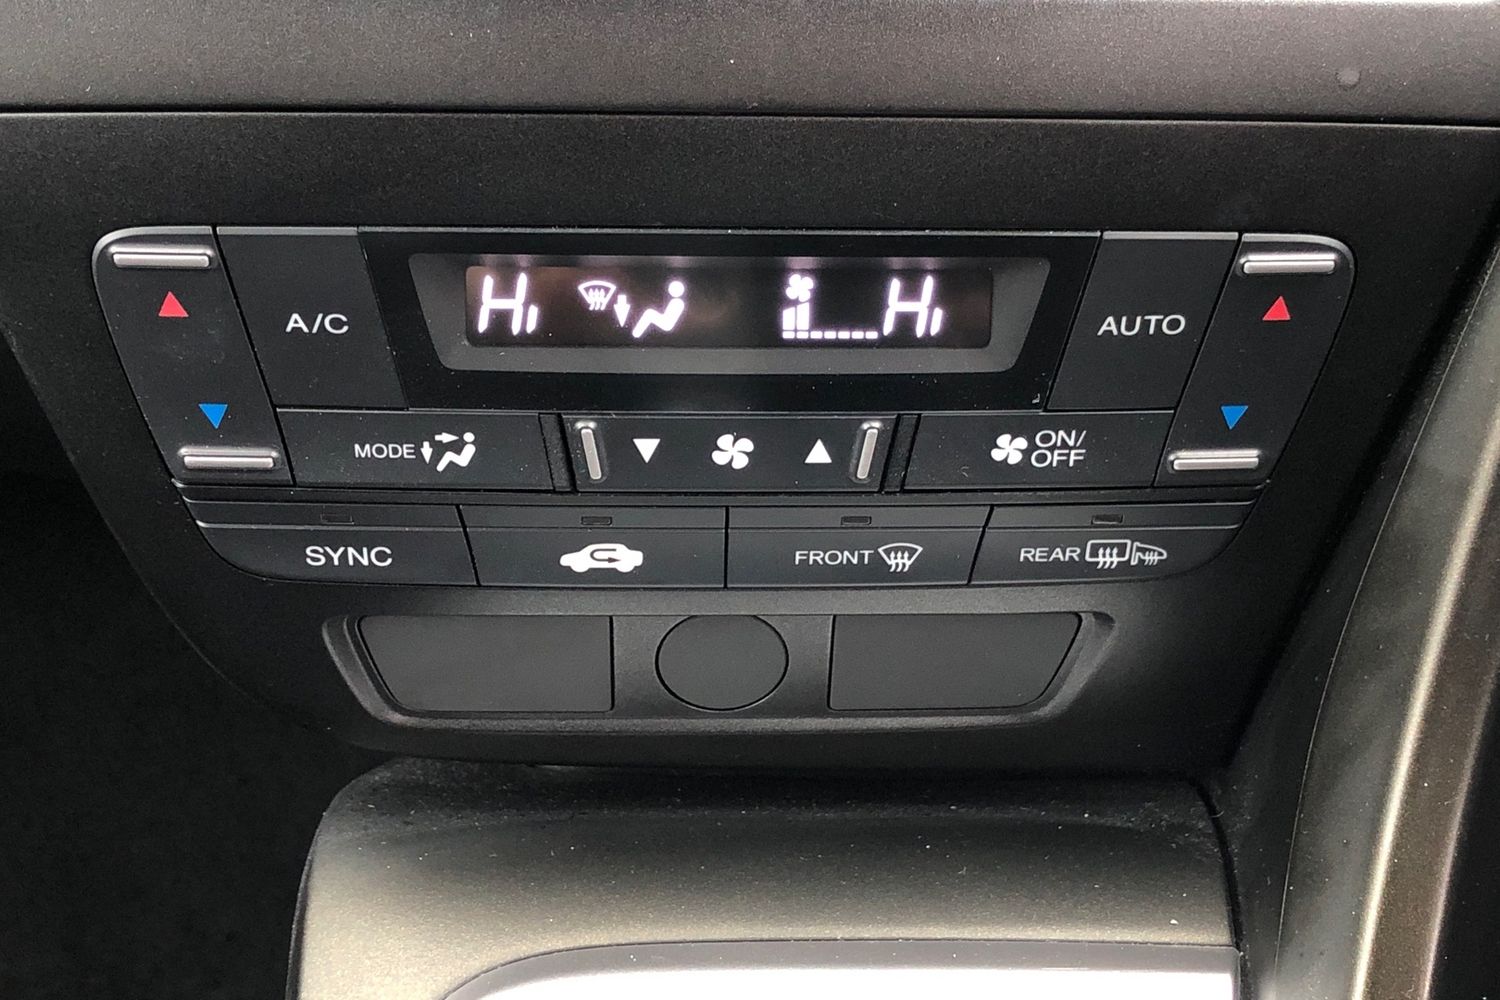 Hi Hi
A/C
AUTO
MODE
ON/
OFF
SYNC
FRONT
REAR